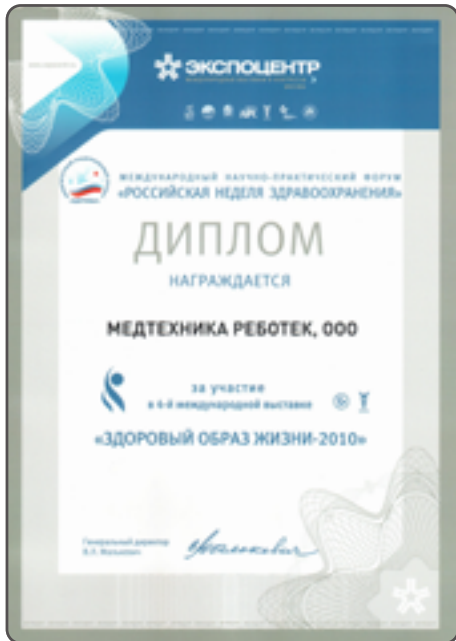 ЭКСПОЦЕНТР
МЕЖДУНАРОДНЫЙ НАУЧНО-ПРАКТИЧЕСКИЙ ФОРУМ
«РОССИЙСКАЯ НЕДЕЛЯ ЗДРАВООХРАНЕНИЯ»
ДИПЛОМ
НАГРАЖДАЕТСЯ
МЕДТЕХНИКА РЕБОТЕК, ООО
за участие
в 4-й международной выставке
«ЗДОРОВЫЙ ОБРАЗ ЖИЗНИ-2010»
Генеральный директор
В.Л. Малькевич